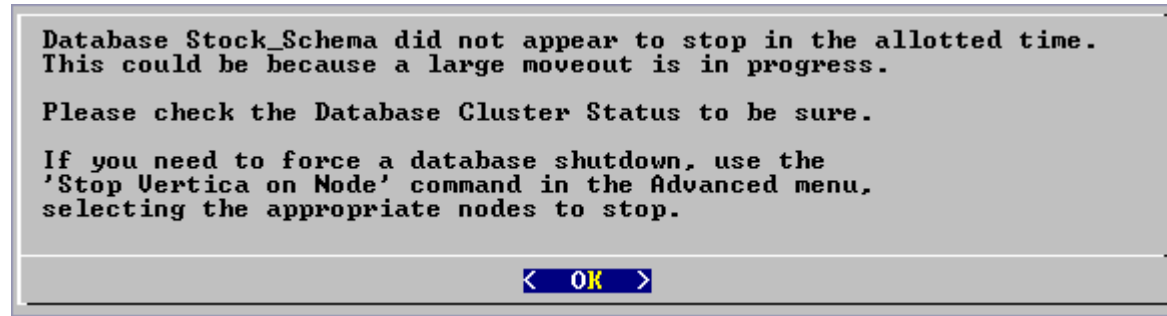 Database Stock_Schema did not appear to stop in the allotted time.
This could be because a large moveout is in progress.
Please check the Database Cluster Status to be sure.
If you need to force a database shutdown, use the
'Stop Vertica on Node' command in the Advanced menu,
selecting the appropriate nodes to stop.
< OK >